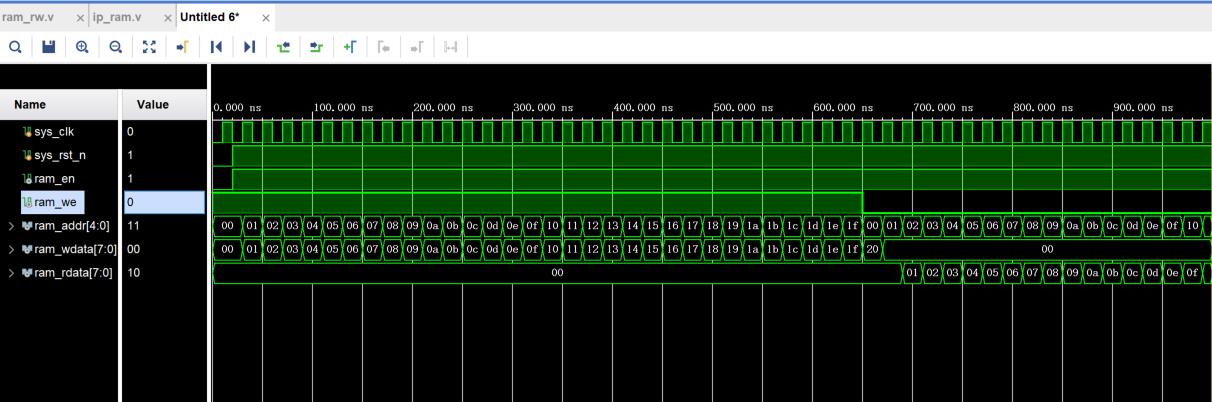 ram_rw.v × ip_ram.v × Untitled 6* ×
Name Value 0.000 ns 100.000 ns 200.000 ns 300.000 ns 400.000 ns 500.000 ns 600.000 ns 700.000 ns 800.000 ns 900.000 ns
sys_clk 0
sys_rst_n 1
ram_en 1
ram_we 0
ram_addr[4:0] 11 00 01 02 03 04 05 06 07 08 09 0a 0b 0c 0d 0e 0f 10 11 12 13 14 15 16 17 18 19 1a 1b 1c 1d 1e 1f 00 01 02 03 04 05 06 07 08 09 0a 0b 0c 0d 0e 0f 10
ram_wdata[7:0] 00 00 01 02 03 04 05 06 07 08 09 0a 0b 0c 0d 0e 0f 10 11 12 13 14 15 16 17 18 19 1a 1b 1c 1d 1e 1f 20 00
ram_rdata[7:0] 10 00 01 02 03 04 05 06 07 08 09 0a 0b 0c 0d 0e 0f